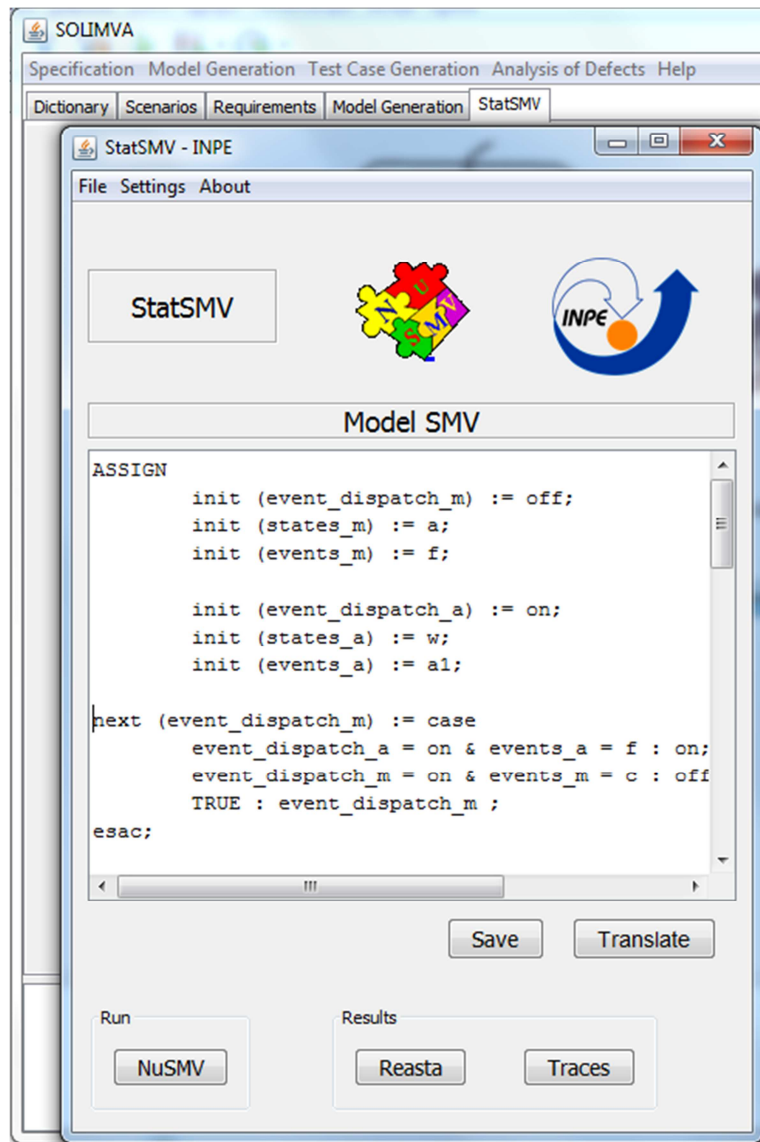 SOLIMVA
Specification Model Generation Test Case Generation Analysis of Defects Help
Dictionary Scenarios Requirements Model Generation StatSMV
StatSMV - INPE
File Settings About
StatSMV
N U S M V
INPE
Model SMV
ASSIGN
init (event_dispatch_m) := off;
init (states_m) := a;
init (events_m) := f;
init (event_dispatch_a) := on;
init (states_a) := w;
init (events_a) := a1;
next (event_dispatch_m) := case
event_dispatch_a = on & events_a = f : on;
event_dispatch_m = on & events_m = c : off
TRUE : event_dispatch_m ;
esac;
Save Translate
Run Results
NuSMV Reasta Traces